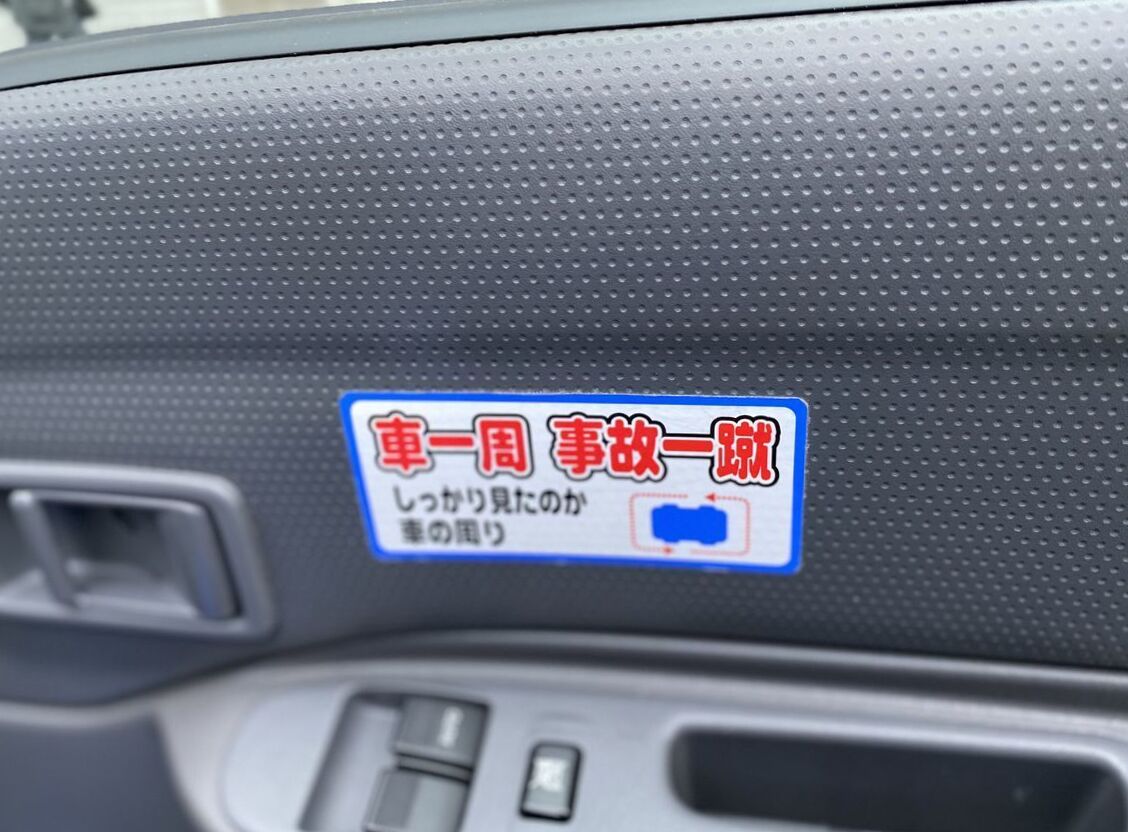 車一周 事故一蹴
しっかり見たのか
車の周り